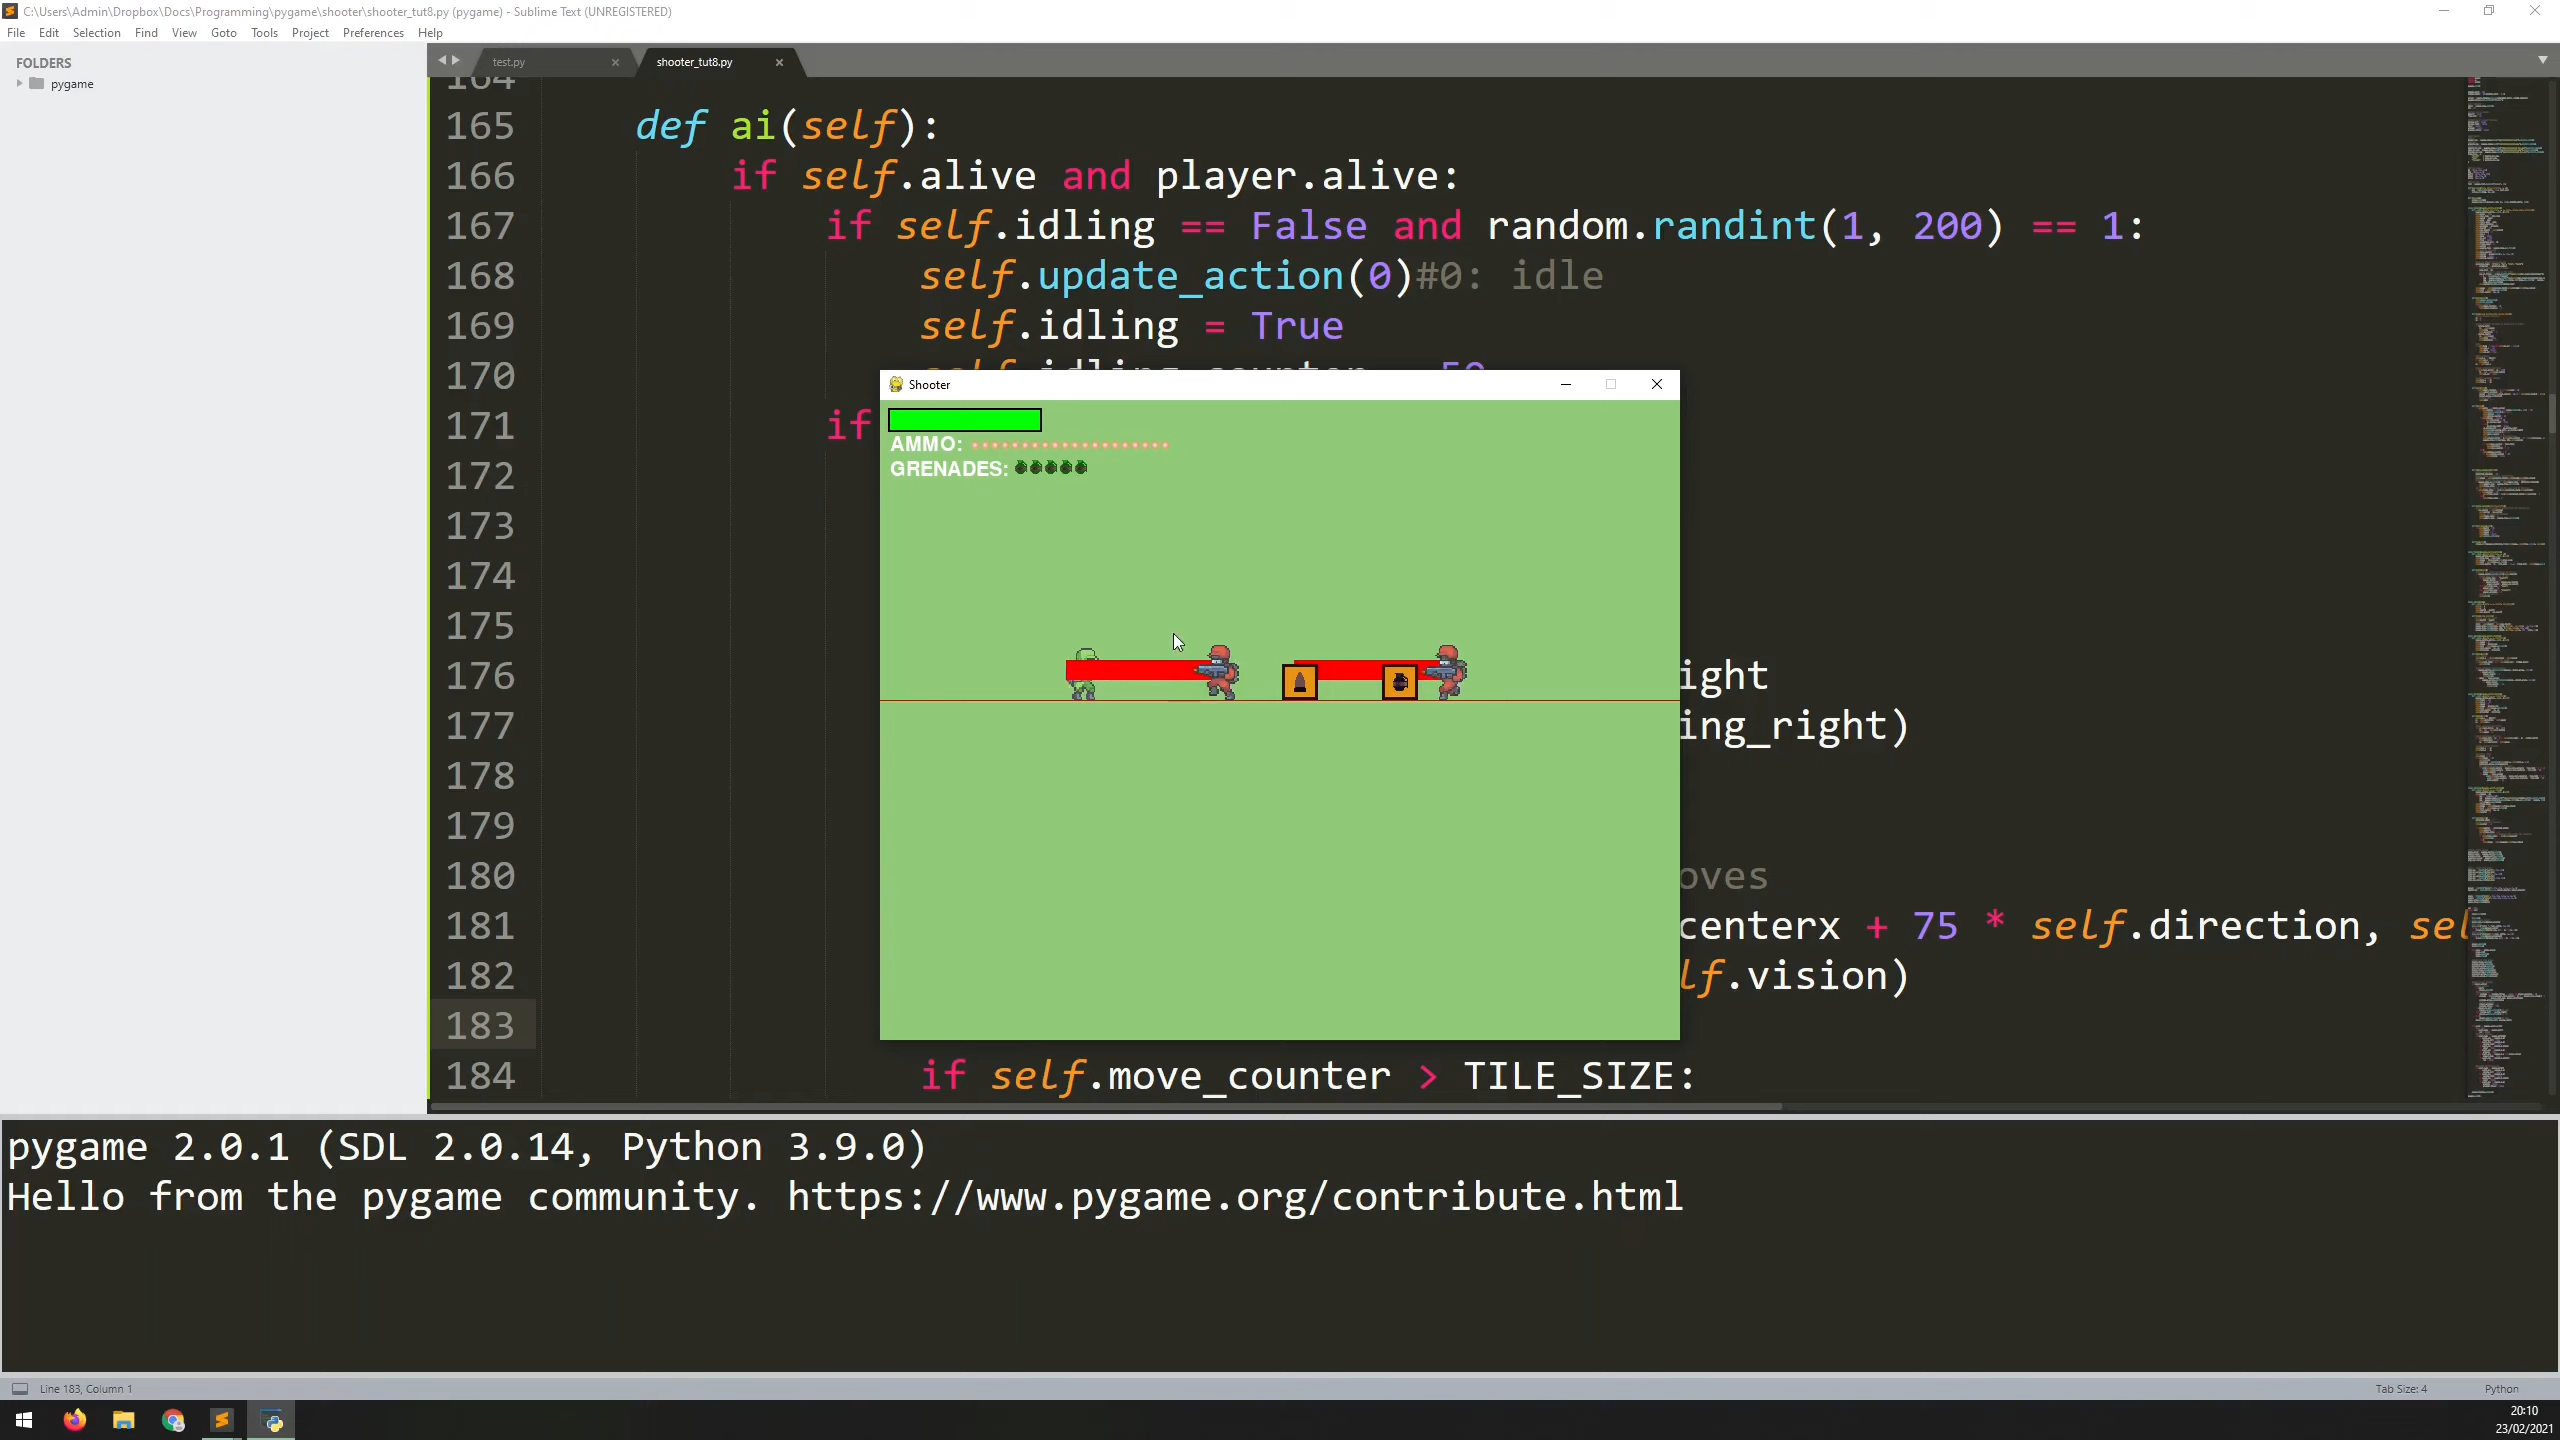 C:\Users\Admin\Dropbox\Docs\Programming\pygame\shooter\shooter_tut8.py (pygame) - Sublime Text (UNREGISTERED)
File Edit Selection Find View Goto Tools Project Preferences Help
FOLDERS
pygame
test.py
shooter_tut8.py
164
165 def ai(self):
166 if self.alive and player.alive:
167 if self.idling == False and random.randint(1, 200) == 1:
168 self.update_action(0)#0: idle
169 self.idling = True
170 self.idling_counter = 50
171 if
172
173
174
175
176 ight
177 ing_right)
178
179
180 oves
181 centerx + 75 * self.direction, sel
182 lf.vision)
183
184 if self.move_counter > TILE_SIZE:
Shooter
AMMO:
GRENADES:
pygame 2.0.1 (SDL 2.0.14, Python 3.9.0)
Hello from the pygame community. https://www.pygame.org/contribute.html
Line 183, Column 1
Tab Size: 4
Python
20:10
23/02/2021